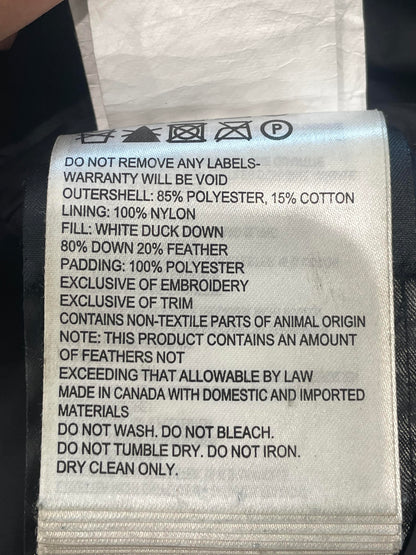 DO NOT REMOVE ANY LABELS-
WARRANTY WILL BE VOID
OUTERSHELL: 85% POLYESTER, 15% COTTON
LINING: 100% NYLON
FILL: WHITE DUCK DOWN
80% DOWN 20% FEATHER
PADDING: 100% POLYESTER
EXCLUSIVE OF EMBROIDERY
EXCLUSIVE OF TRIM
CONTAINS NON-TEXTILE PARTS OF ANIMAL ORIGIN
NOTE: THIS PRODUCT CONTAINS AN AMOUNT
OF FEATHERS NOT
EXCEEDING THAT ALLOWABLE BY LAW
MADE IN CANADA WITH DOMESTIC AND IMPORTED
MATERIALS
DO NOT WASH. DO NOT BLEACH.
DO NOT TUMBLE DRY. DO NOT IRON.
DRY CLEAN ONLY.